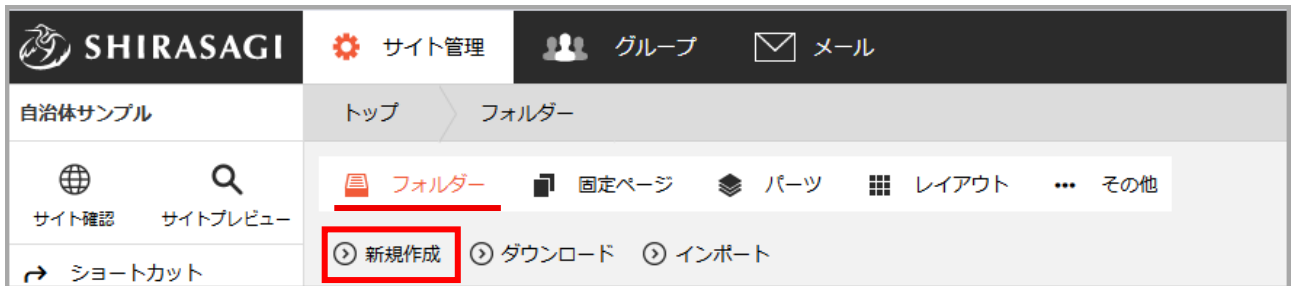 SHIRASAGI サイト管理 グループ メール
自治体サンプル トップ フォルダー
サイト確認 サイトプレビュー フォルダー 固定ページ パーツ レイアウト その他
ショートカット 新規作成 ダウンロード インポート